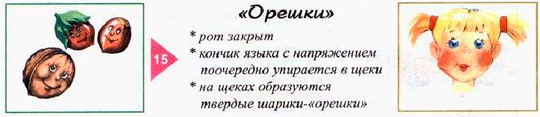 «Орешки»
* рот закрыт
15
* кончик языка с напряжением
поочередно упирается в щеки
* на щеках образуются
твердые шарики-«орешки»